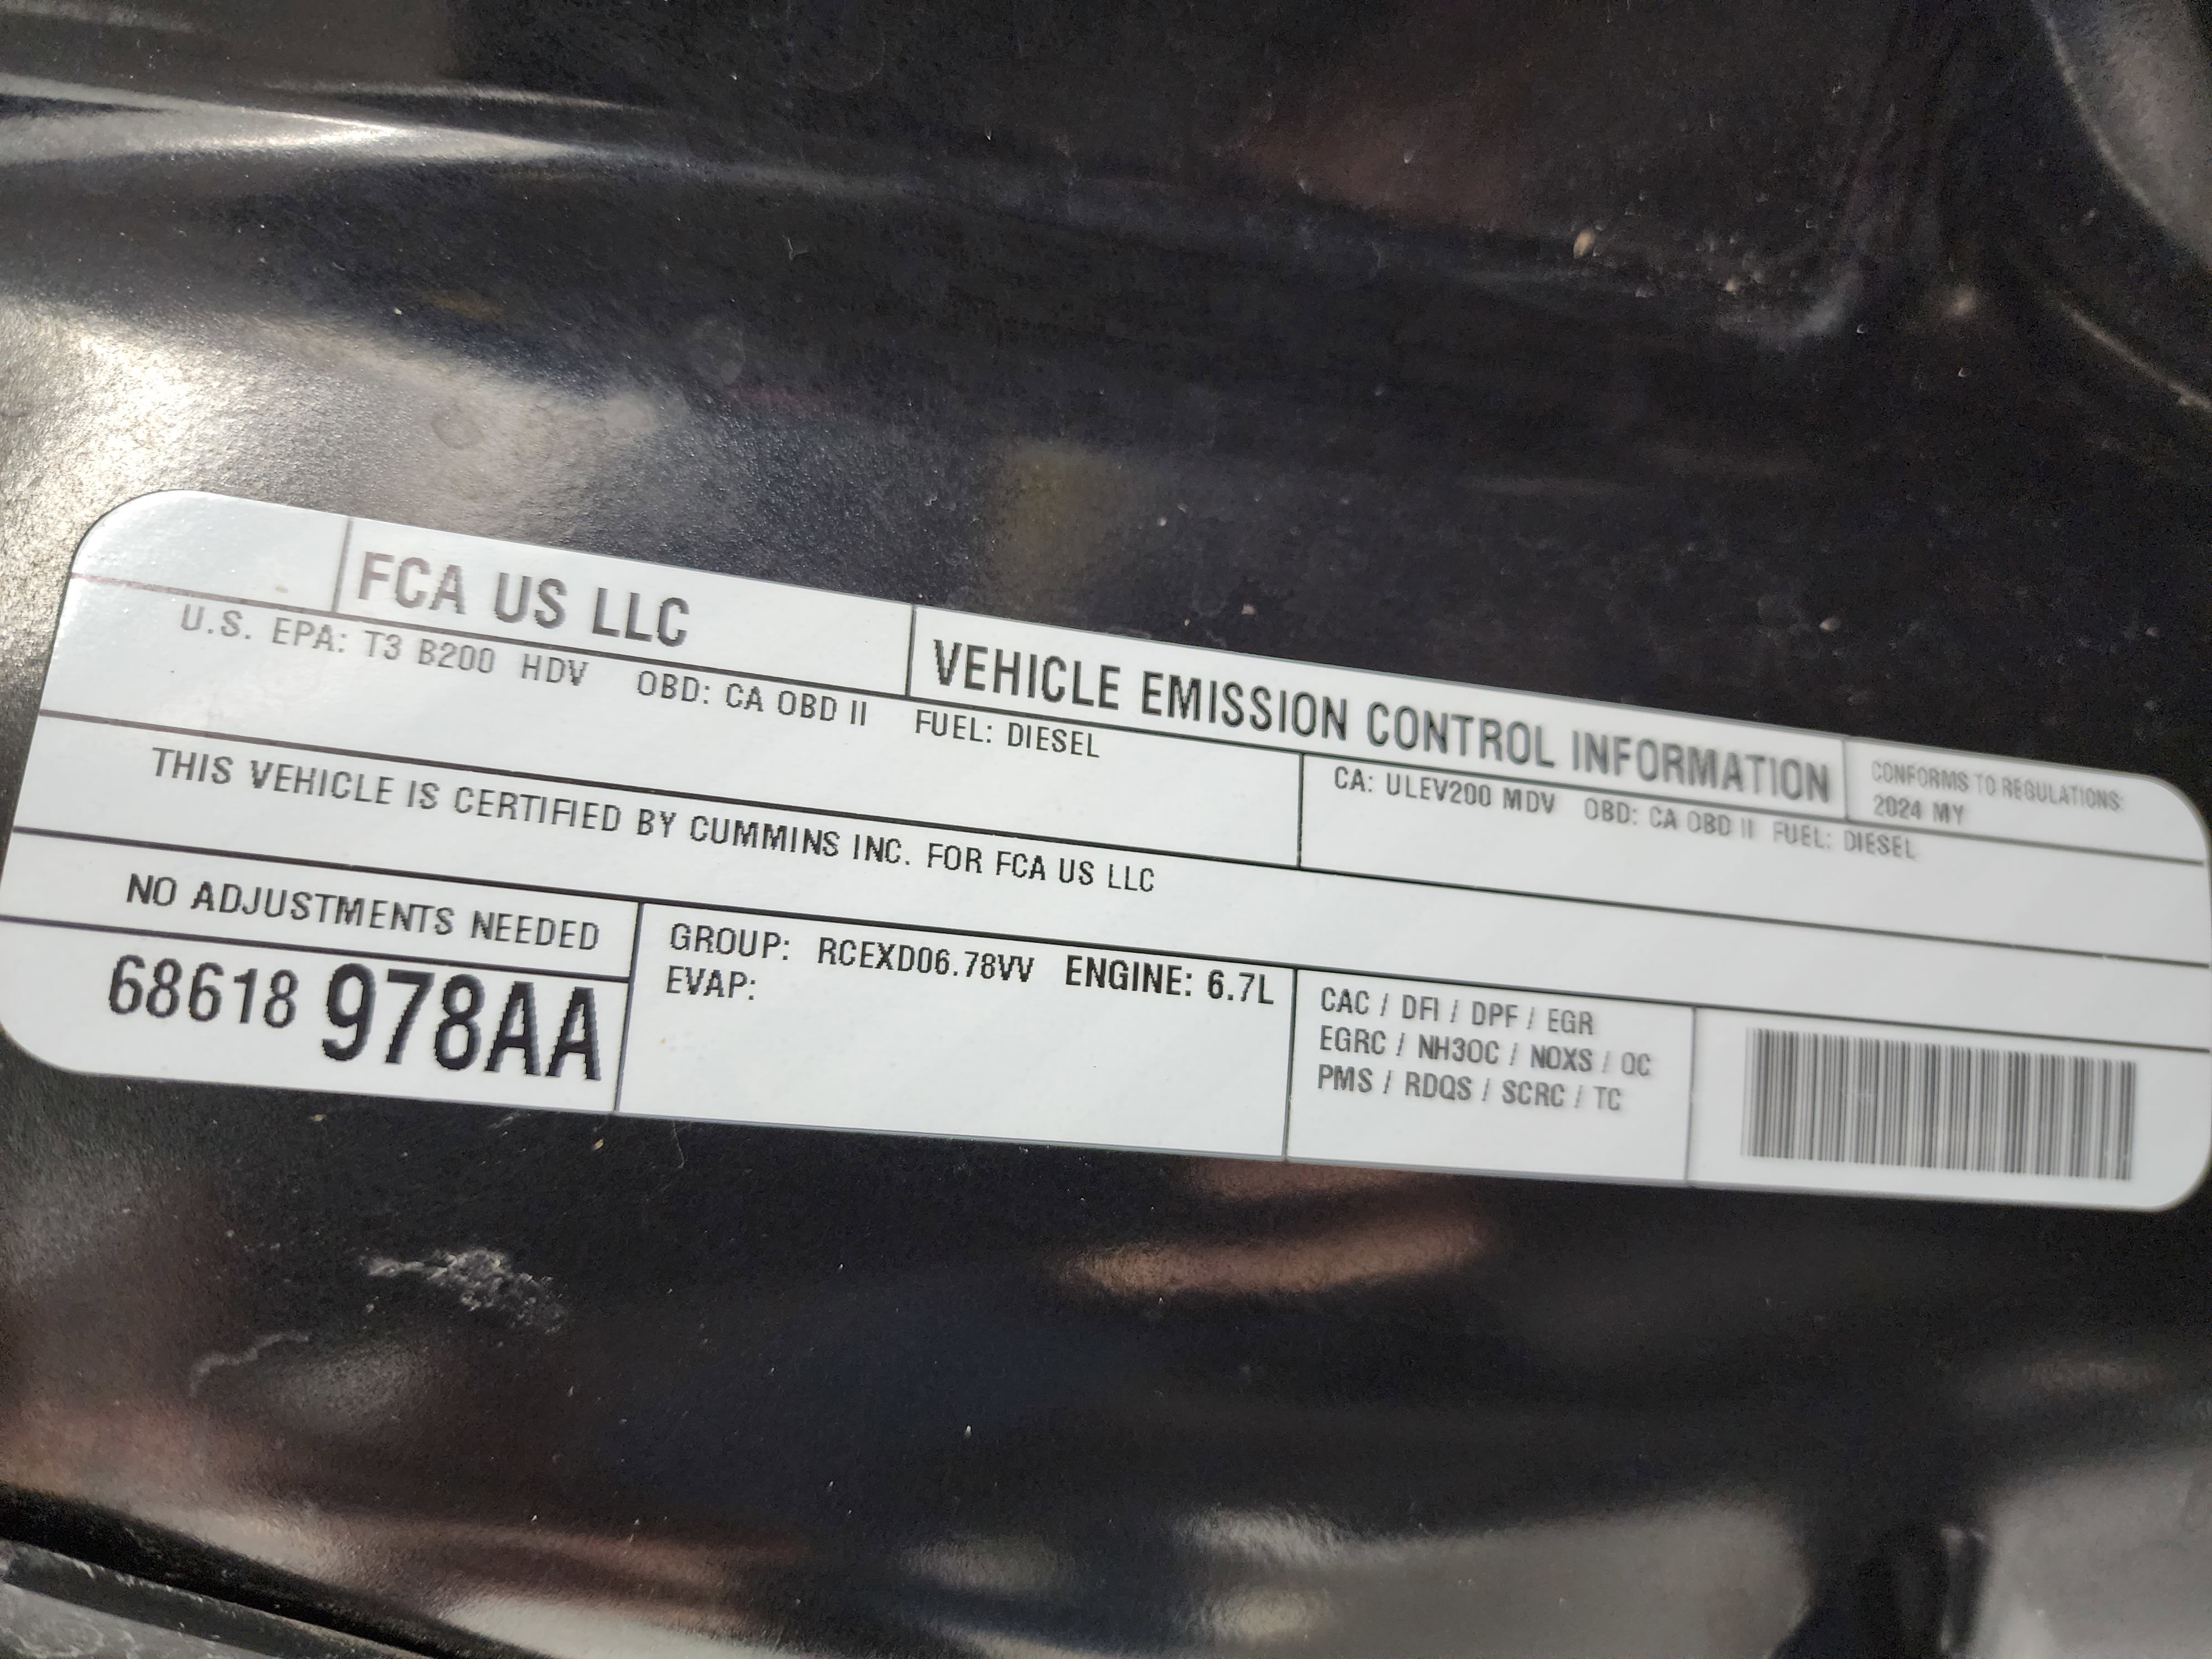 FCA US LLC
VEHICLE EMISSION CONTROL INFORMATION
CONFORMS TO REGULATIONS:
2024 MY
U.S. EPA: T3 B200 HDV OBD: CA OBD II FUEL: DIESEL
CA: ULEV200 MDV OBD: CA OBD II FUEL: DIESEL
THIS VEHICLE IS CERTIFIED BY CUMMINS INC. FOR FCA US LLC
NO ADJUSTMENTS NEEDED
68618 978AA
GROUP: RCEXD06.78VV ENGINE: 6.7L
EVAP:
CAC / DFI / DPF / EGR
EGRC / NH3OC / NOXS / OC
PMS / RDQS / SCRC / TC